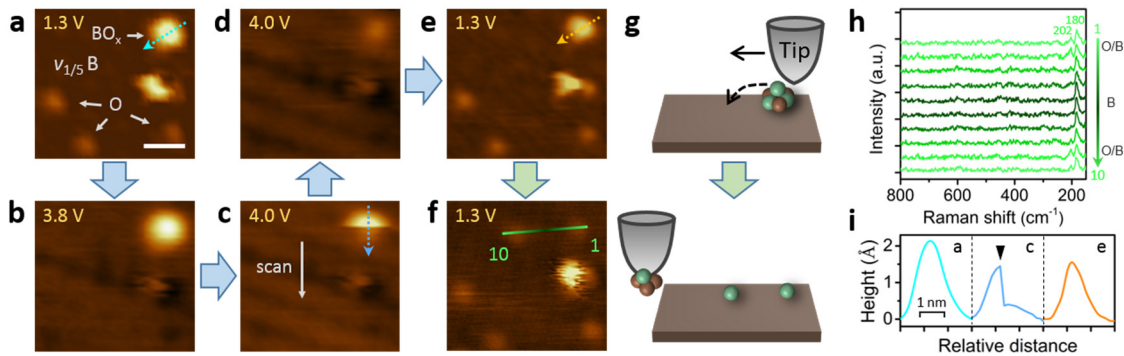 a
1.3 V
BOx
ν1/5 B
O
b
3.8 V
c
4.0 V
scan
d
4.0 V
e
1.3 V
f
1.3 V
10
1
g
Tip
h
180
202
1
O/B
B
O/B
10
Intensity (a.u.)
800 600 400 200
Raman shift (cm-1)
i
a
c
e
2
1
0
Height (Å)
1 nm
Relative distance